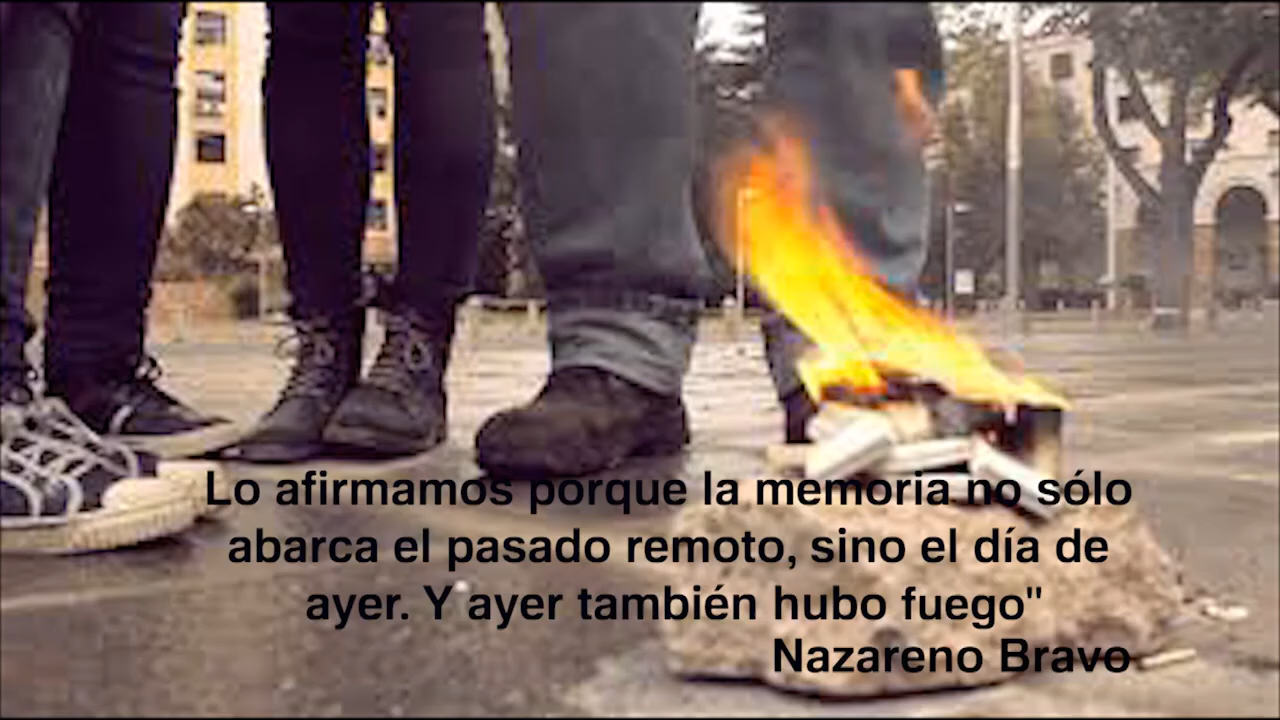 Lo afirmamos porque la memoria no sólo
abarca el pasado remoto, sino el día de
ayer. Y ayer también hubo fuego"
Nazareno Bravo